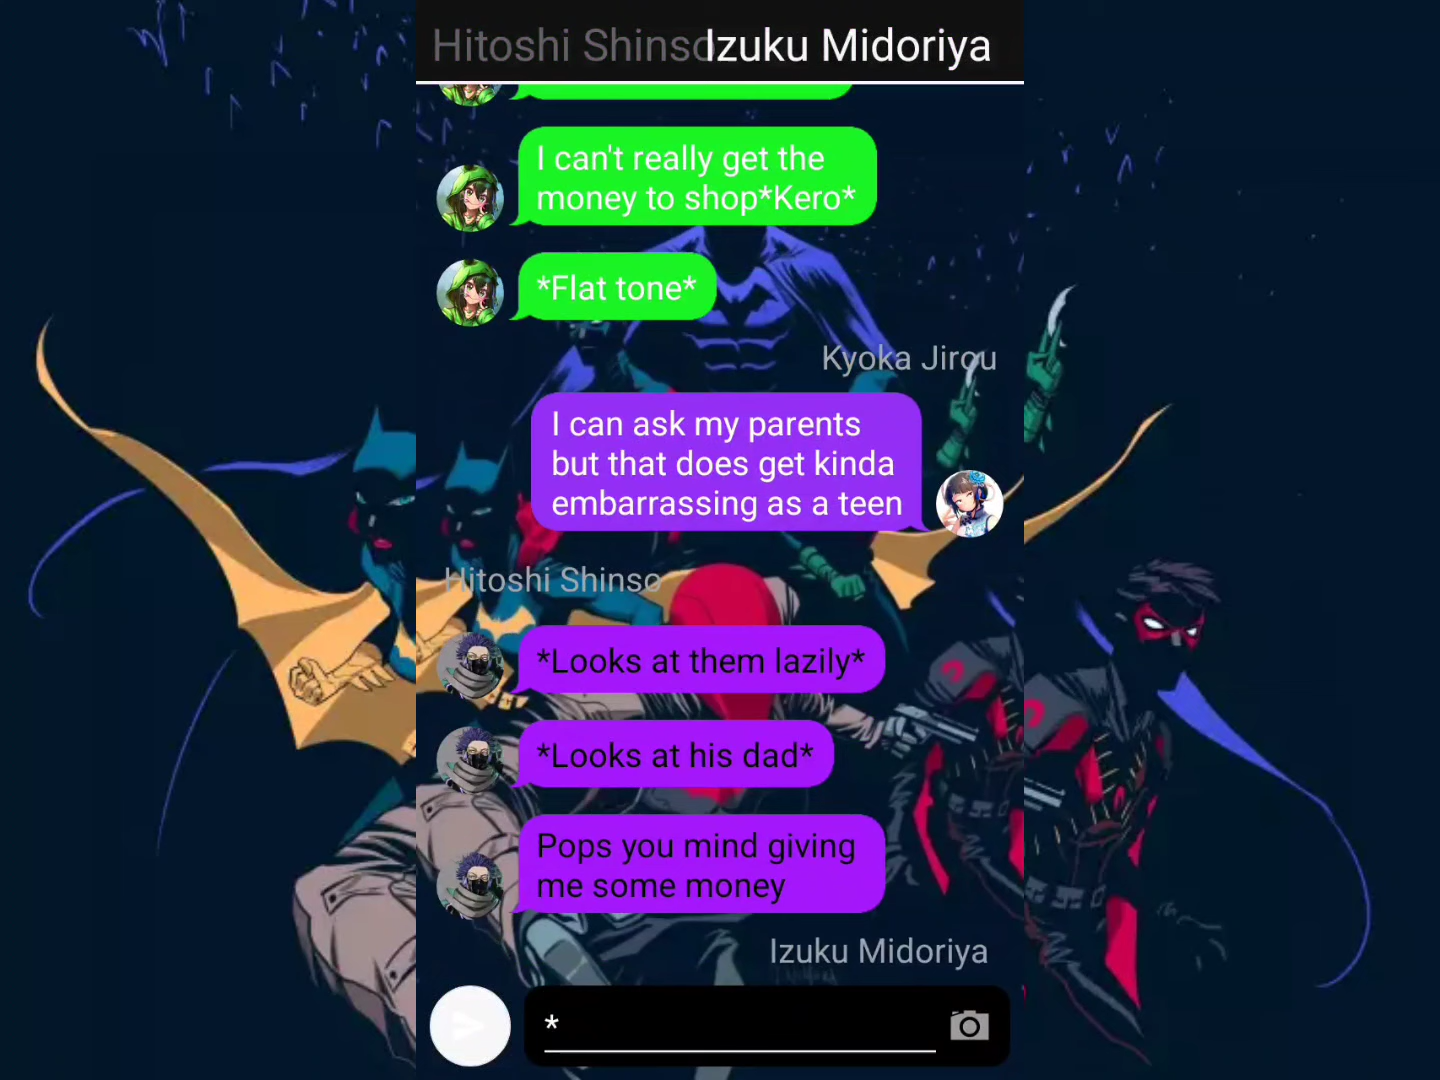 Hitoshi Shinso Izuku Midoriya
I can't really get the
money to shop*Kero*
*Flat tone*
Kyoka Jirou
I can ask my parents
but that does get kinda
embarrassing as a teen
Hitoshi Shinso
*Looks at them lazily*
*Looks at his dad*
Pops you mind giving
me some money
Izuku Midoriya
*